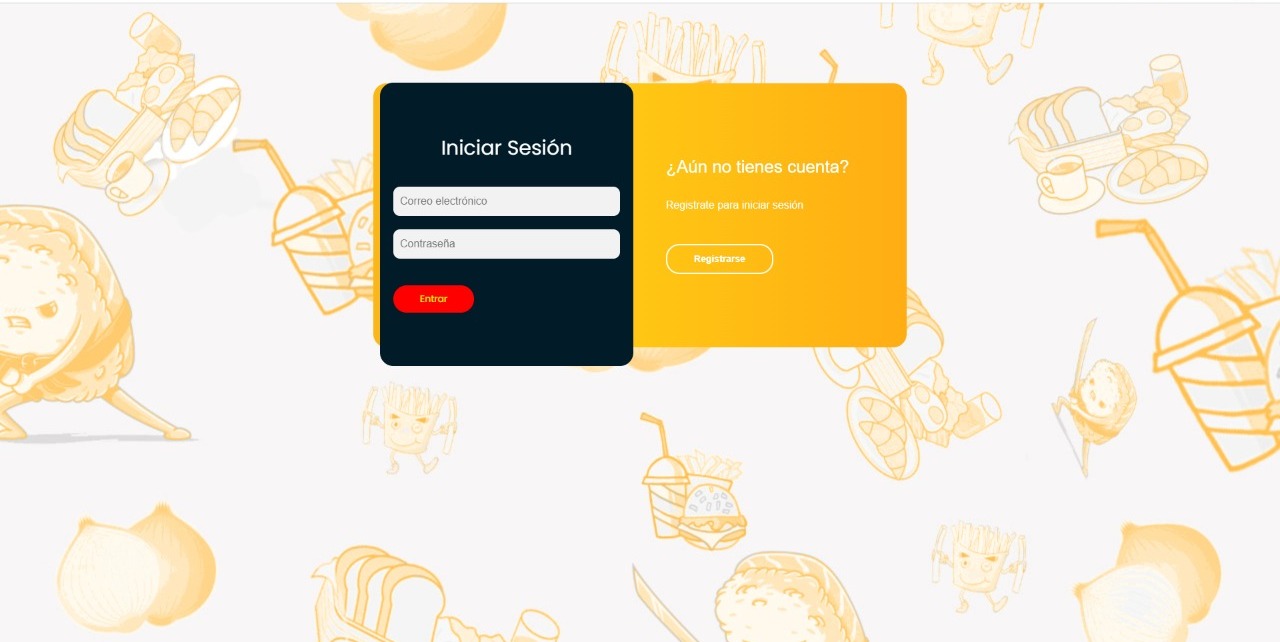 Iniciar Sesión
Correo electrónico
Contraseña
Entrar
¿Aún no tienes cuenta?
Registrate para iniciar sesión
Registrarse